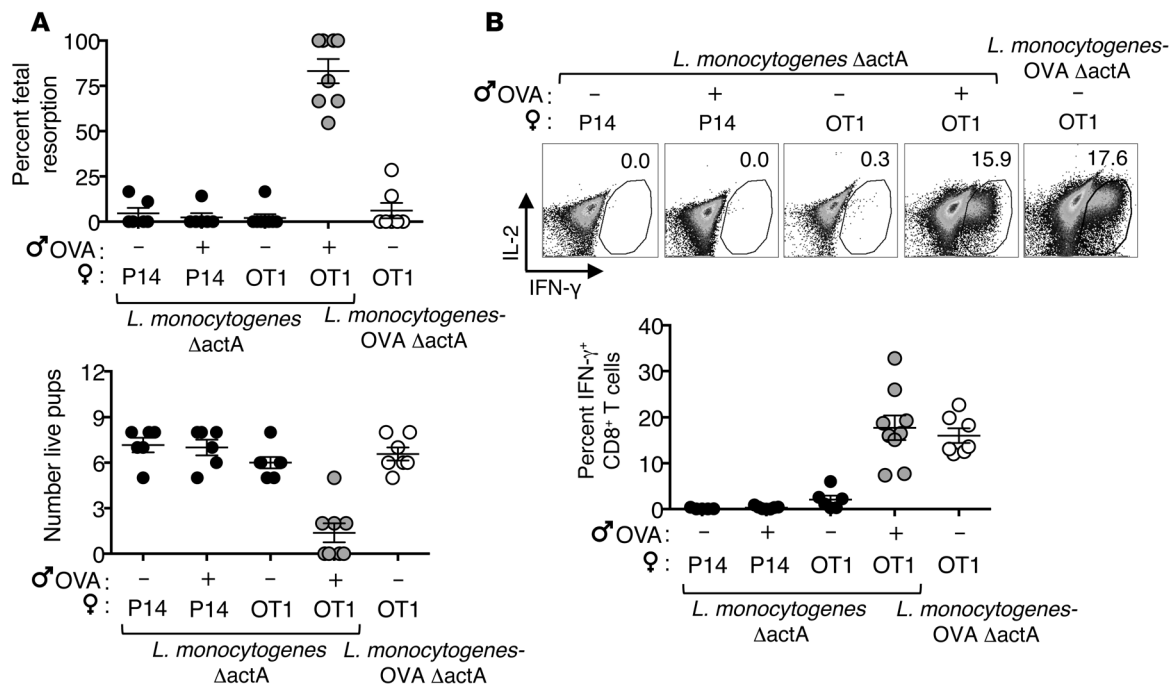 A
Percent fetal
resorption
100
75
50
25
0
♂OVA: – + – + –
♀: P14 P14 OT1 OT1 OT1
L. monocytogenes
ΔactA
L. monocytogenes-
OVA ΔactA
Number live pups
12
9
6
3
0
♂OVA: – + – + –
♀: P14 P14 OT1 OT1 OT1
L. monocytogenes
ΔactA
L. monocytogenes-
OVA ΔactA
B
L. monocytogenes ΔactA
L. monocytogenes-
OVA ΔactA
♂OVA: – + – + –
♀: P14 P14 OT1 OT1 OT1
0.0 0.0 0.3 15.9 17.6
IL-2
IFN-γ
Percent IFN-γ+
CD8+ T cells
40
30
20
10
0
♂OVA: – + – + –
♀: P14 P14 OT1 OT1 OT1
L. monocytogenes
ΔactA
L. monocytogenes-
OVA ΔactA